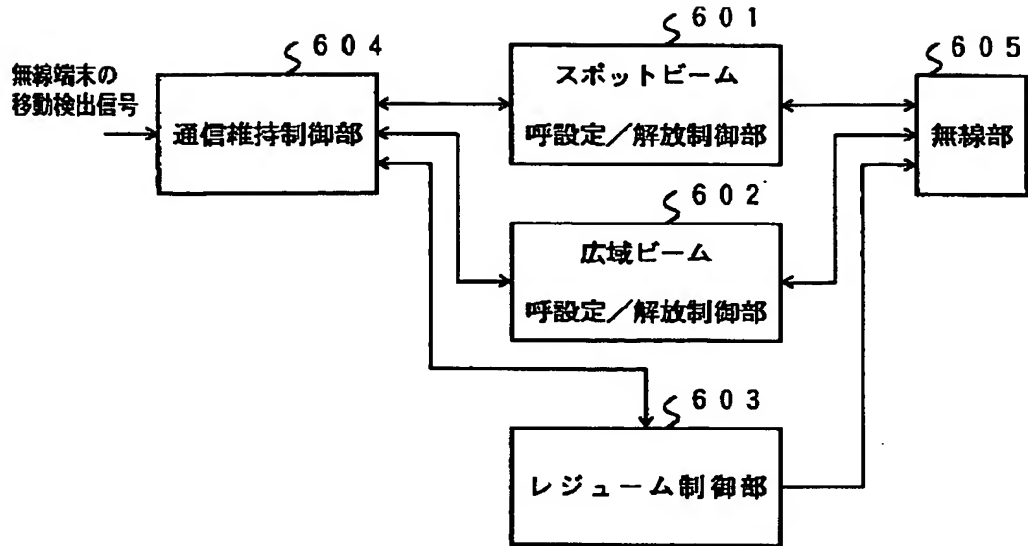 ６０４
６０１
６０５
無線端末の
移動検出信号
通信維持制御部
スポットビーム
呼設定／解放制御部
無線部
６０２
広域ビーム
呼設定／解放制御部
６０３
レジューム制御部